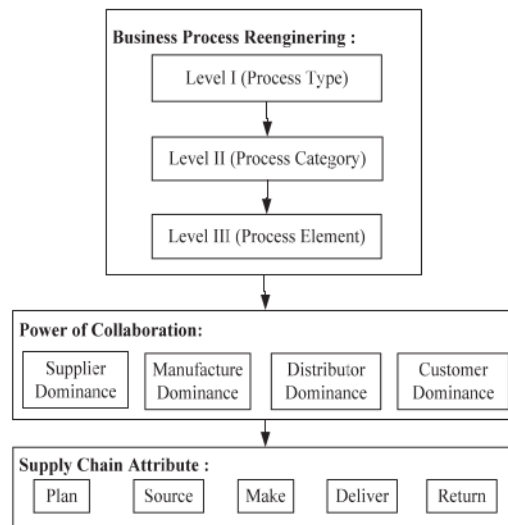 Business Process Reenginering :
Level I (Process Type)
Level II (Process Category)
Level III (Process Element)
Power of Collaboration:
Supplier
Dominance
Manufacture
Dominance
Distributor
Dominance
Customer
Dominance
Supply Chain Attribute :
Plan
Source
Make
Deliver
Return